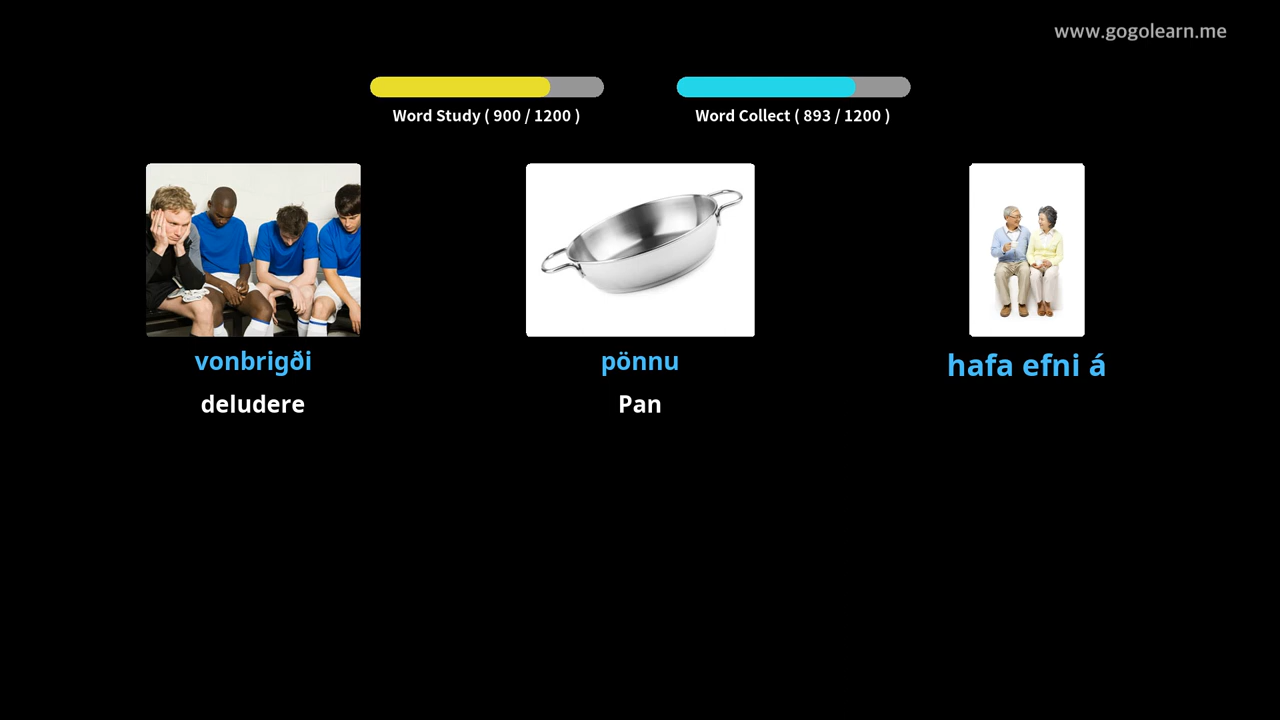 www.gogolearn.me
Word Study ( 900 / 1200 )
Word Collect ( 893 / 1200 )
vonbrigði
deludere
pönnu
Pan
hafa efni á